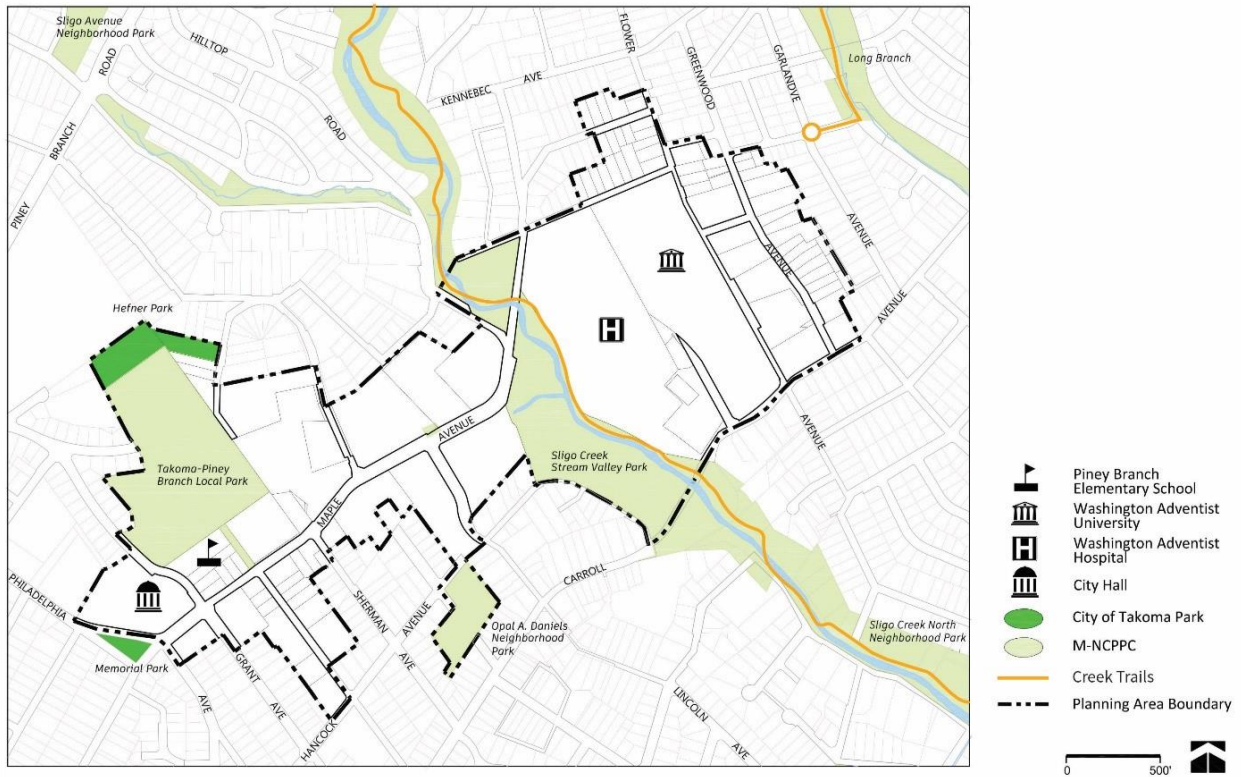 Sligo Avenue
Neighborhood Park
ROAD
HILLTOP
ROAD
BRANCH
PINEY
KENNEBEC
AVE
FLOWER
GREENWOOD
GARLANDVE
Long Branch
AVENUE
AVENUE
AVENUE
AVENUE
Hefner Park
Takoma-Piney
Branch Local Park
MAPLE
AVENUE
Sligo Creek
Stream Valley Park
PHILADELPHIA
Memorial Park
GRANT
AVE
AVE
HANCOCK
SHERMAN
AVE
AVENUE
CARROLL
Opal A. Daniels
Neighborhood
Park
LINCOLN
AVE
Sligo Creek North
Neighborhood Park
H
Piney Branch
Elementary School
Washington Adventist
University
H
Washington Adventist
Hospital
City Hall
City of Takoma Park
M-NCPPC
Creek Trails
Planning Area Boundary
0
500'